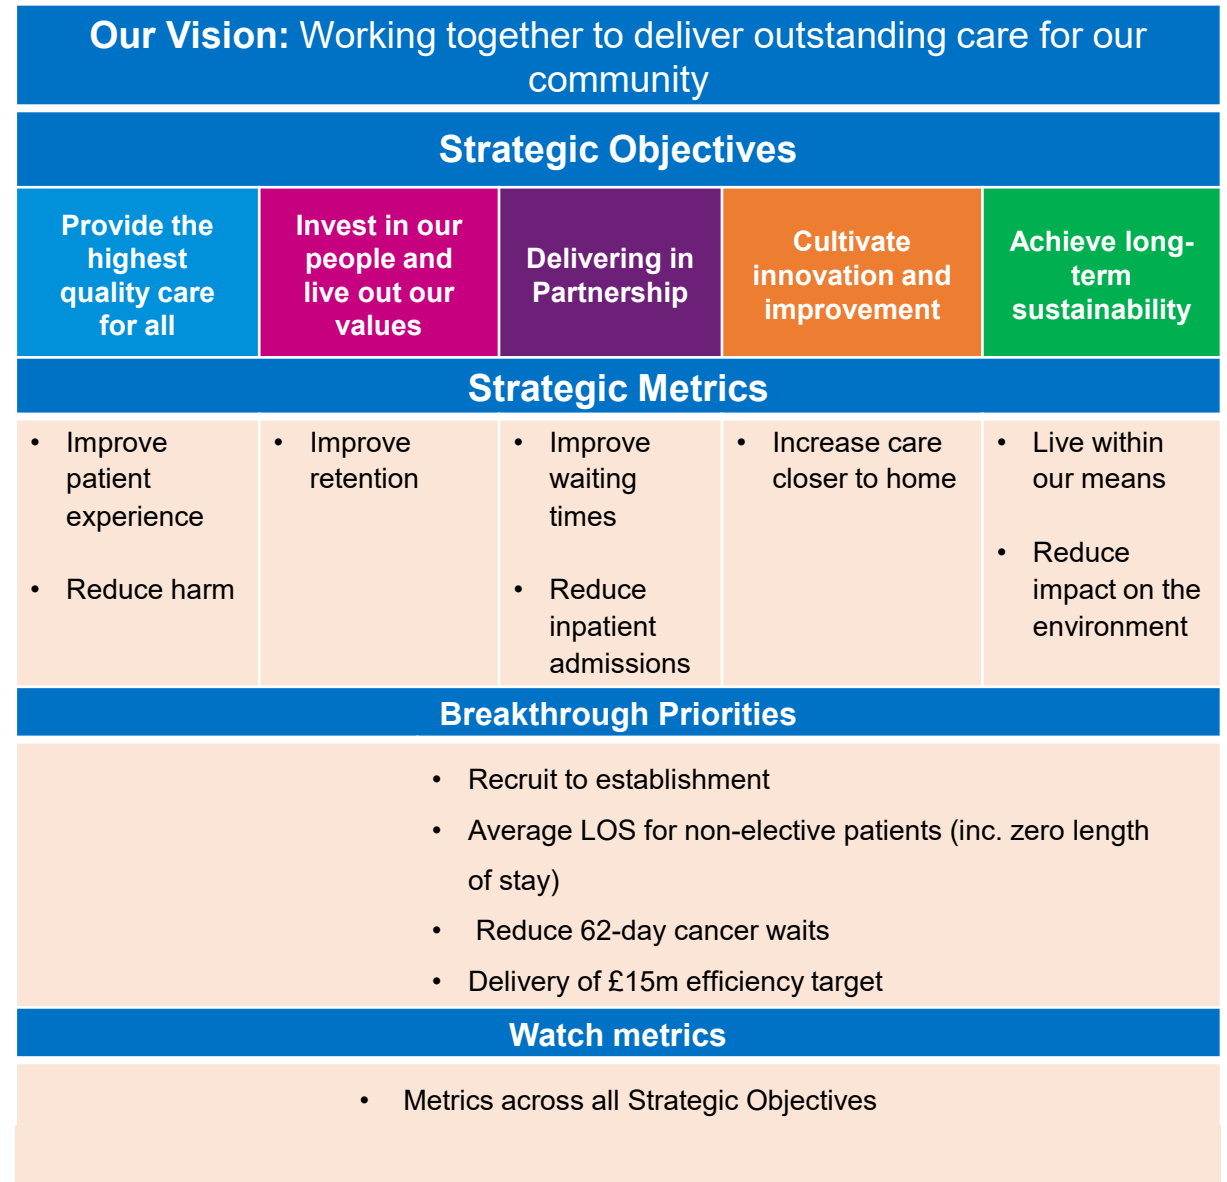 Our Vision: Working together to deliver outstanding care for our
community
Strategic Objectives
Provide the
highest
quality care
for all
Invest in our
people and
live out our
values
Delivering in
Partnership
Cultivate
innovation and
improvement
Achieve long-
term
sustainability
Strategic Metrics
• Improve
patient
experience
• Reduce harm
• Improve
retention
• Improve
waiting
times
• Reduce
inpatient
admissions
• Increase care
closer to home
• Live within
our means
• Reduce
impact on the
environment
Breakthrough Priorities
• Recruit to establishment
• Average LOS for non-elective patients (inc. zero length
of stay)
• Reduce 62-day cancer waits
• Delivery of £15m efficiency target
Watch metrics
• Metrics across all Strategic Objectives